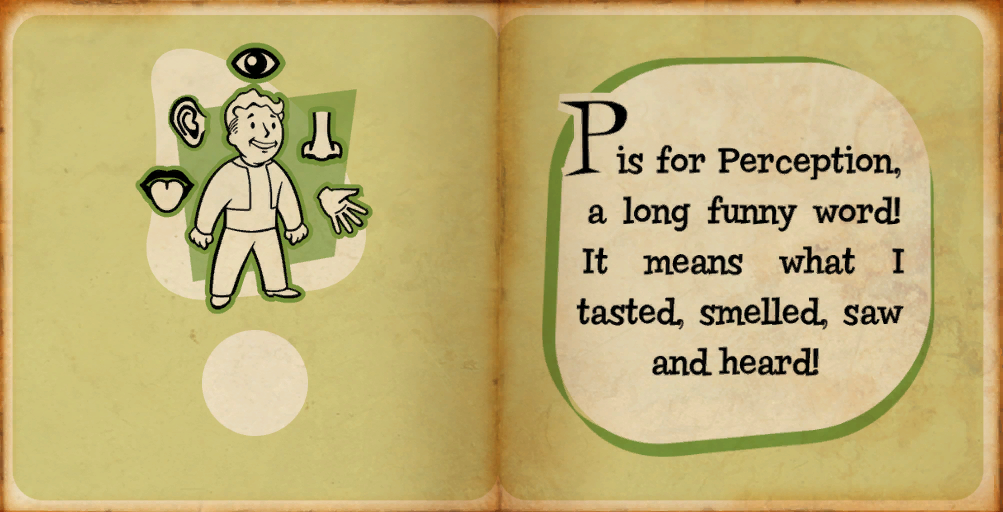 P is for Perception,
a long funny word!
It means what I
tasted, smelled, saw
and heard!